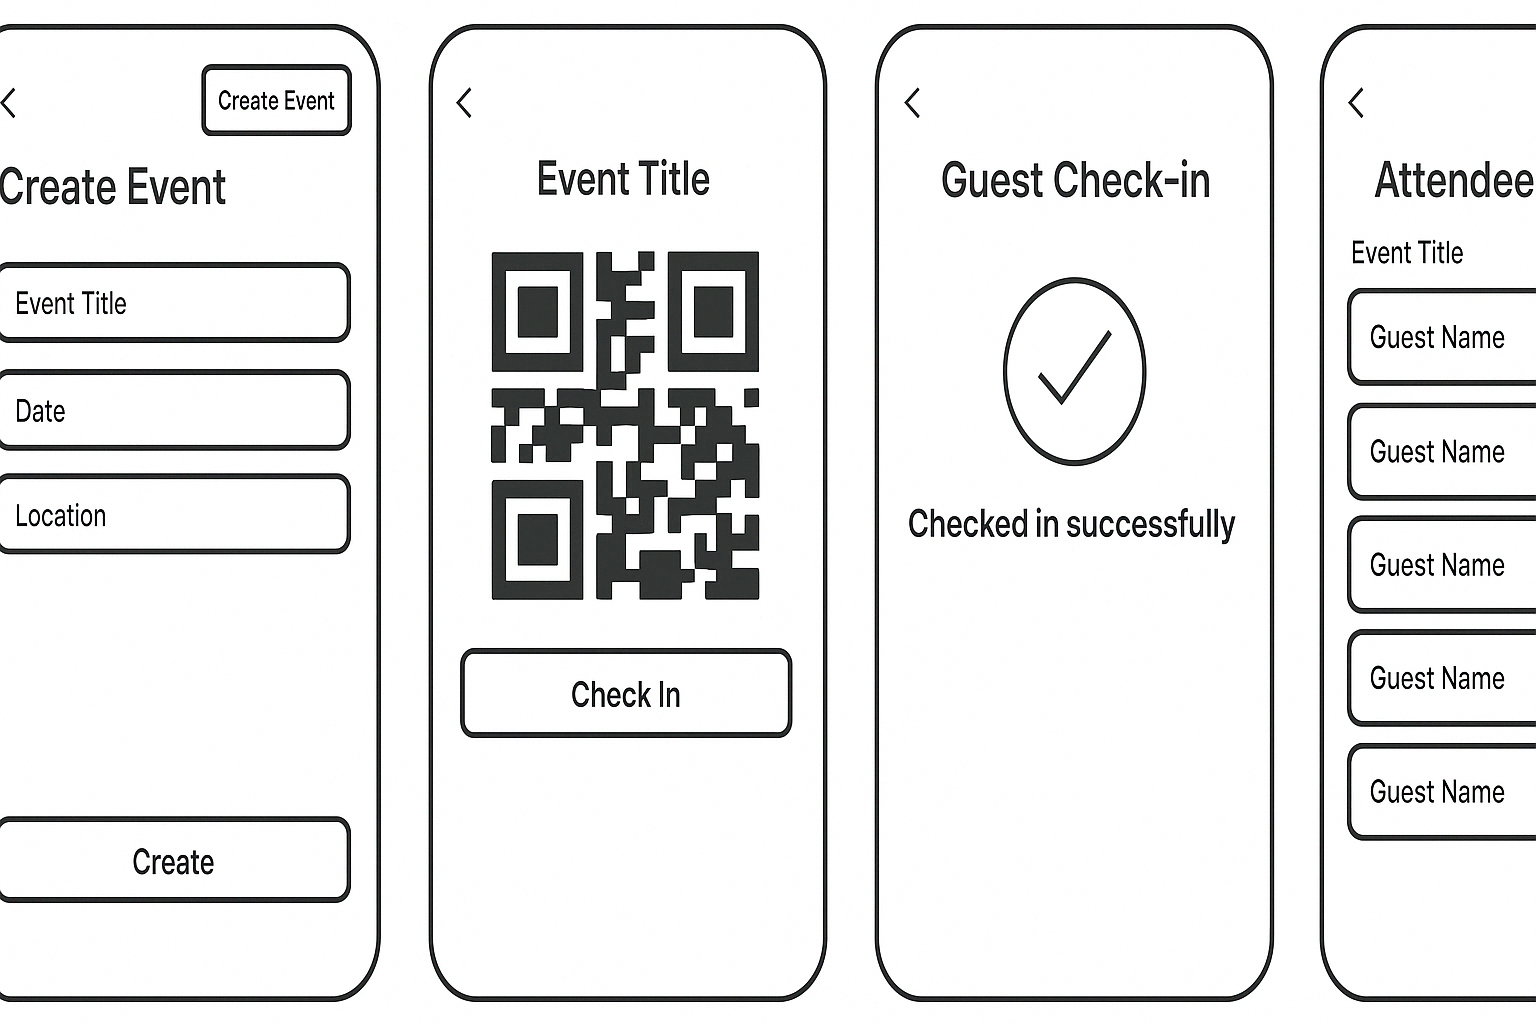 Create Event
Create Event
Event Title
Date
Location
Create
Event Title
Check In
Guest Check-in
Checked in successfully
Attendee
Event Title
Guest Name
Guest Name
Guest Name
Guest Name
Guest Name